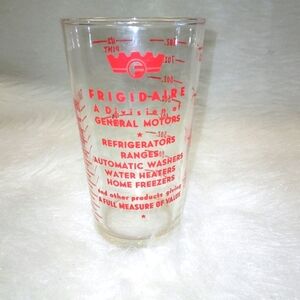 FRIGIDAIRE
A Division of
GENERAL MOTORS
REFRIGERATORS
RANGES
AUTOMATIC WASHERS
WATER HEATERS
HOME FREEZERS
and other products giving
A FULL MEASURE OF VALUE